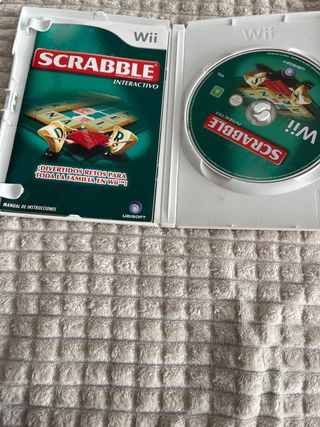 Wii
SCRABBLE
INTERACTIVO
¡DIVERTIDOS RETOS PARA
TODA LA FAMILIA EN Wii™!
MANUAL DE INSTRUCCIONES
UBISOFT
Wii
Wii
SCRABBLE
INTERACTIVO
PAL